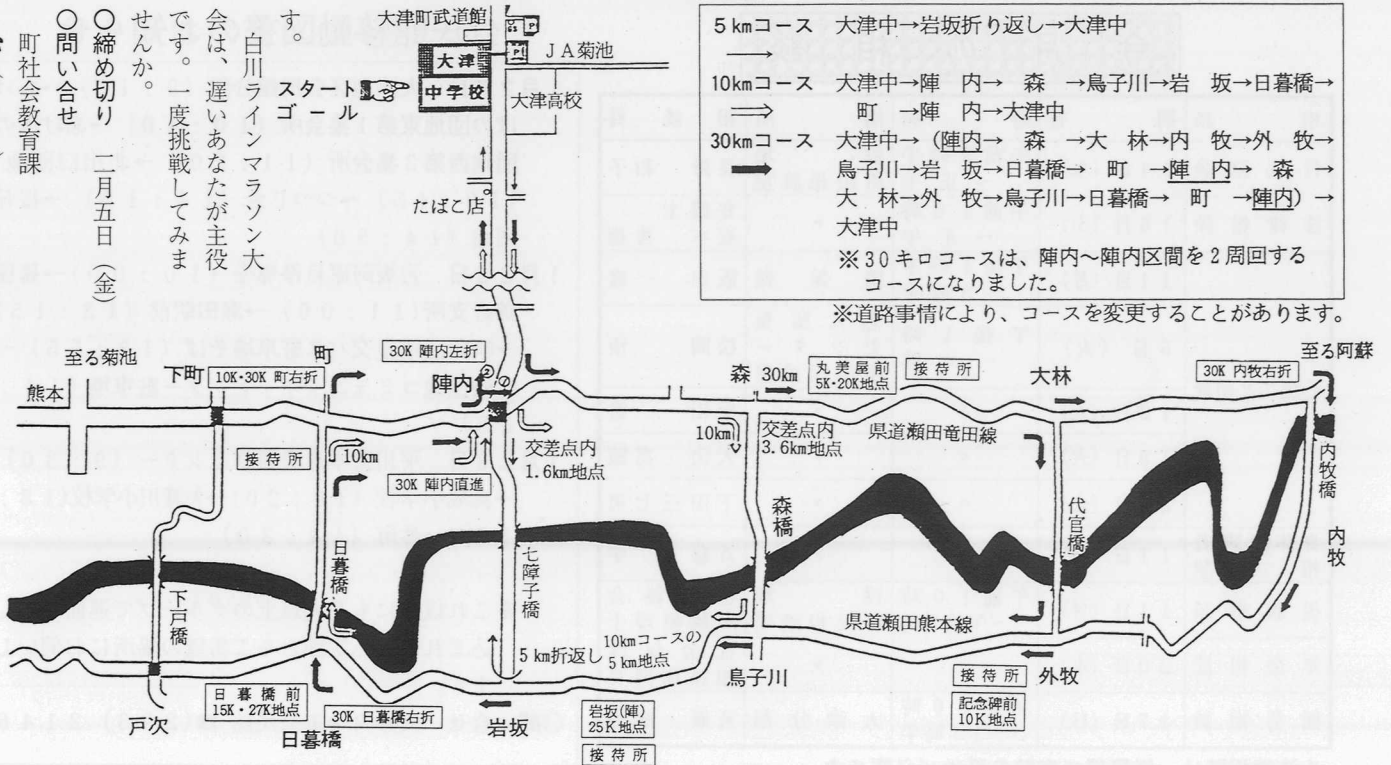 5kmコース 大津中→岩坂折り返し→大津中
10kmコース 大津中→陣 内→ 森 →烏子川→岩 坂→日暮橋→
町 →陣 内→大津中
30kmコース 大津中→(陣内→ 森 →大 林→内 牧→外 牧→
烏子川→岩 坂→日暮橋→ 町 →陣 内→ 森 →
大 林→外 牧→烏子川→日暮橋→ 町 →陣内)→
大津中
※30キロコースは、陣内~陣内区間を2周回する
コースになりました。
※道路事情により、コースを変更することがあります。
白川ラインマラソン大
会は、遅いあなたが主役
です。一度挑戦してみま
せんか。
〇締め切り 二月五日(金)
〇問い合せ
町社会教育課
す
大津町武道館
P
P
JA菊池
大津
中学校
大津高校
スタート
ゴール
たばこ店
至る菊池
熊本
下町
10K・30K 町右折
町
30K 陣内左折
陣内
②
⑦
接待所
10km
30K 陣内直進
交差点内
1.6km地点
森
30km
10km
丸美屋前
5K・20K地点
接待所
交差点内
3.6km地点
県道瀬田竜田線
大林
30K 内牧右折
至る阿蘇
内牧橋
内牧
代官橋
森橋
七障子橋
日暮橋
下戸橋
戸次
日暮橋前
15K・27K地点
日暮橋
30K 日暮橋右折
5km折返し
岩坂
岩坂(陣)
25K地点
接待所
10kmコースの
5km地点
烏子川
県道瀬田熊本線
接待所
記念碑前
10K地点
外牧